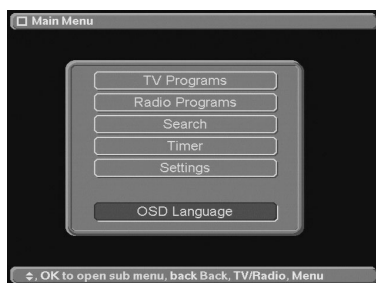 Main Menu
TV Programs
Radio Programs
Search
Timer
Settings
OSD Language
, OK to open sub menu, back Back, TV/Radio, Menu